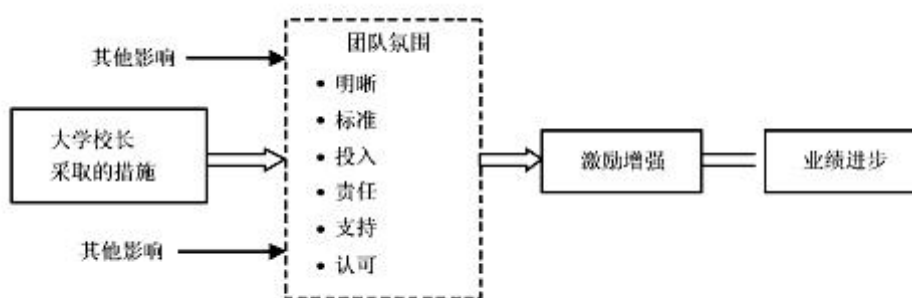 其他影响
大学校长
采取的措施
其他影响
团队氛围
• 明晰
• 标准
• 投入
• 责任
• 支持
• 认可
激励增强
业绩进步